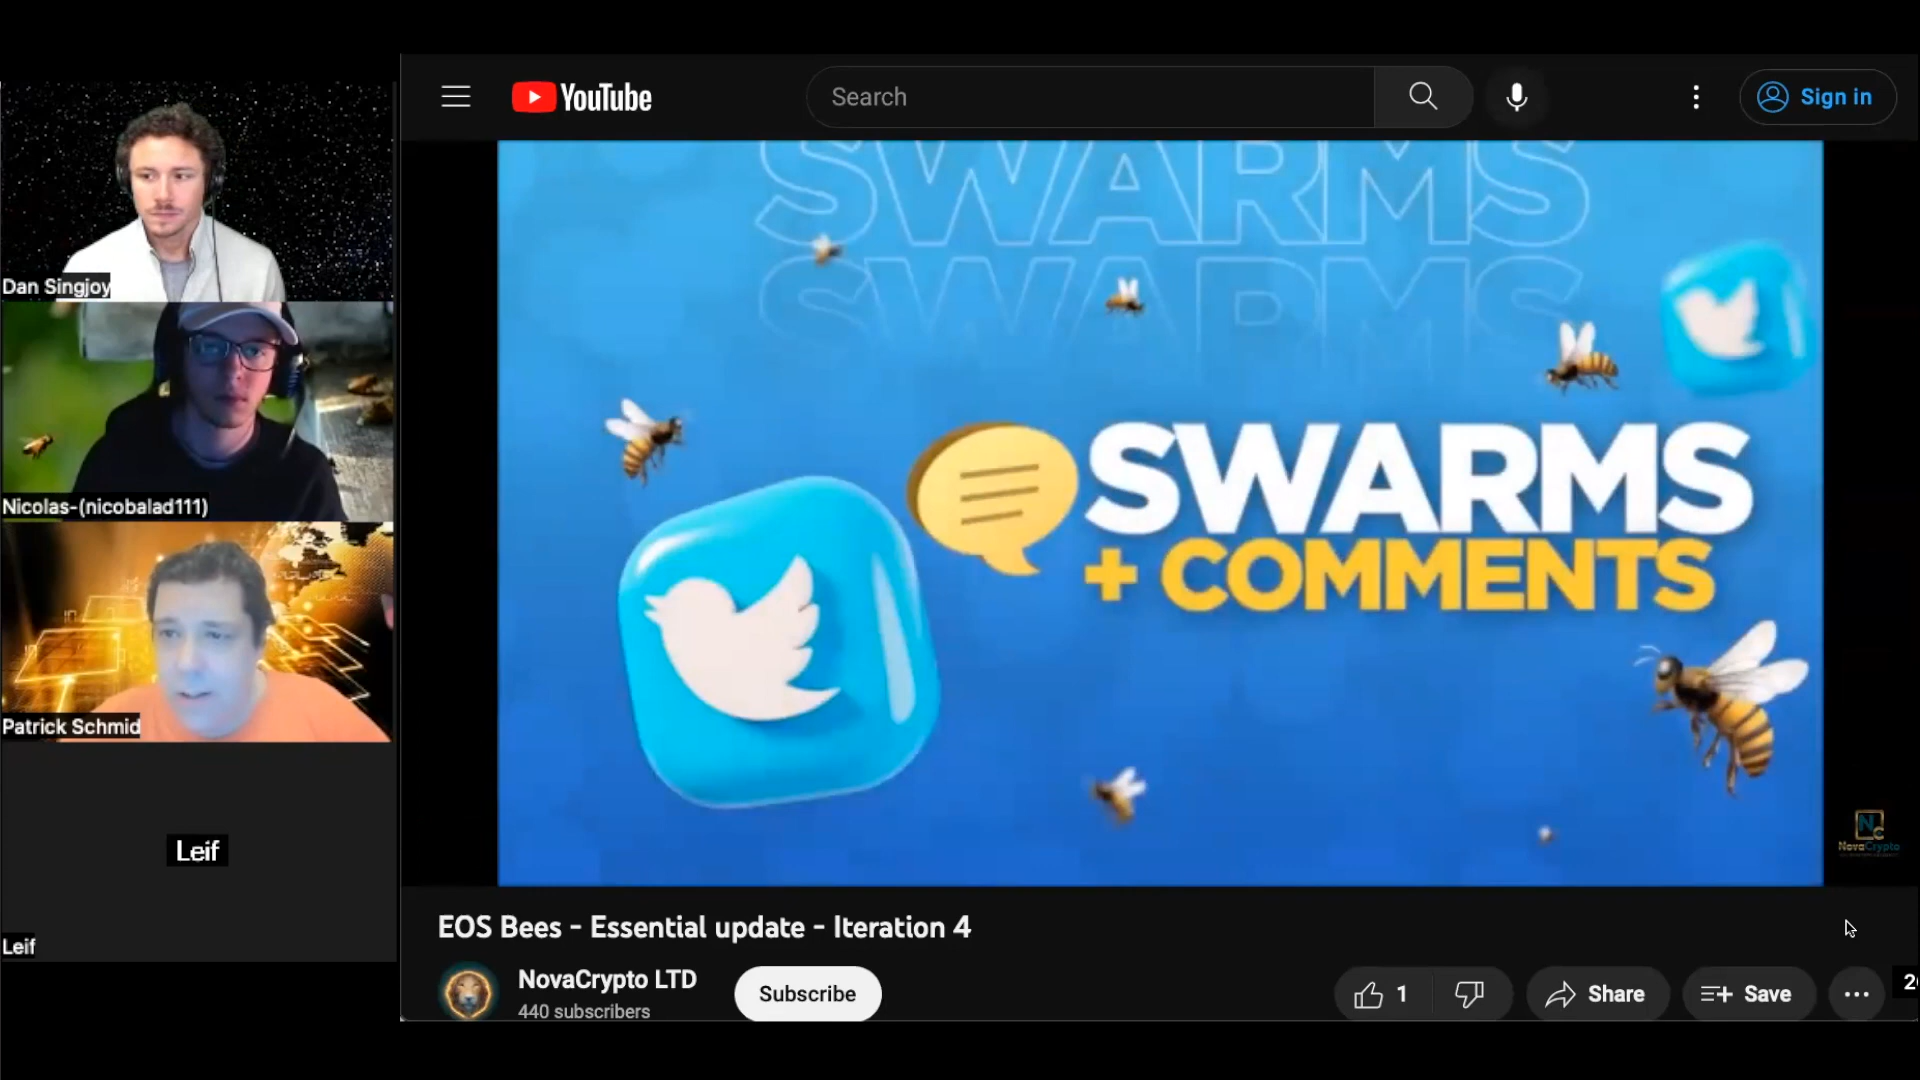 YouTube
Search
Sign in
Dan Singjoy
Nicolas-(nicobalad111)
Patrick Schmid
Leif
Leif
SWARMS
SWARMS
SWARMS
+ COMMENTS
NovaCrypto
EOS Bees - Essential update - Iteration 4
NovaCrypto LTD
440 subscribers
Subscribe
1
Share
Save